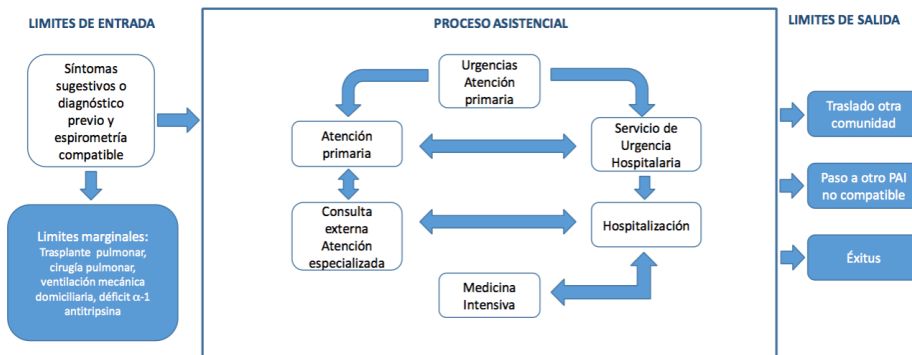 LIMITES DE ENTRADA
PROCESO ASISTENCIAL
LIMITES DE SALIDA
Síntomas
sugestivos o
diagnóstico
previo y
espirometría
compatible
Limites marginales:
Trasplante pulmonar,
cirugía pulmonar,
ventilación mecánica
domiciliaria, déficit α-1
antitripsina
Urgencias
Atención
primaria
Atención
primaria
Servicio de
Urgencia
Hospitalaria
Consulta
externa
Atención
especializada
Hospitalización
Medicina
Intensiva
Traslado otra
comunidad
Paso a otro PAI
no compatible
Éxitus